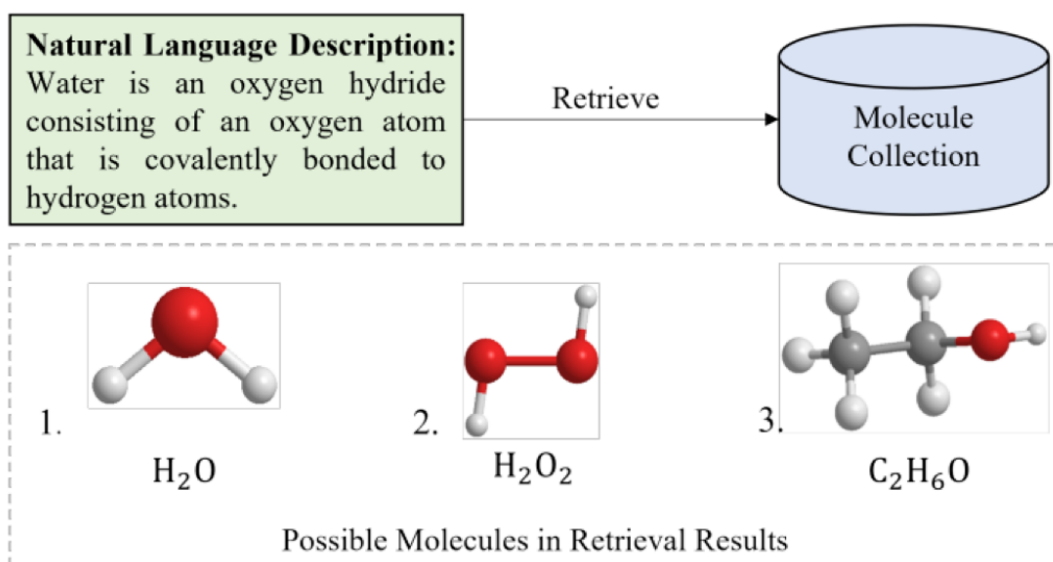 Natural Language Description:
Water is an oxygen hydride
consisting of an oxygen atom
that is covalently bonded to
hydrogen atoms.
Retrieve
Molecule
Collection
1.
H₂O
2.
H₂O₂
3.
C₂H₆O
Possible Molecules in Retrieval Results